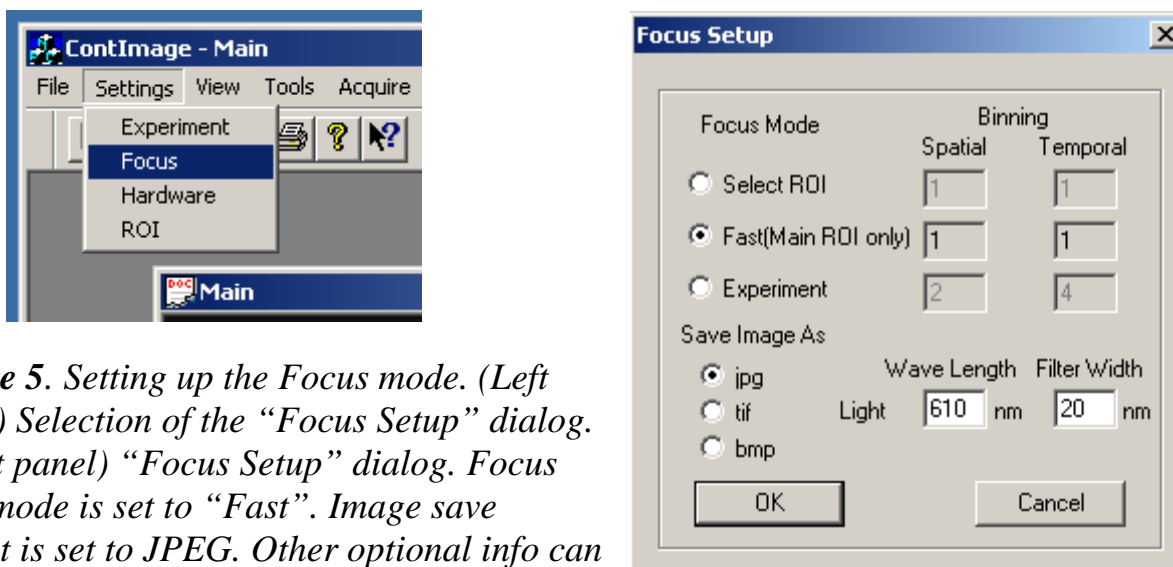 ContImage - Main
File Settings View Tools Acquire
Experiment
Focus
Hardware
ROI
DOC
Main
e 5. Setting up the Focus mode. (Left
) Selection of the “Focus Setup” dialog.
t panel) “Focus Setup” dialog. Focus
mode is set to “Fast”. Image save
t is set to JPEG. Other optional info can
Focus Setup
Focus Mode Binning
Spatial Temporal
Select ROI 1 1
Fast(Main ROI only) 1 1
Experiment 2 4
Save Image As
jpg Wave Length Filter Width
tif Light 610 nm 20 nm
bmp
OK Cancel